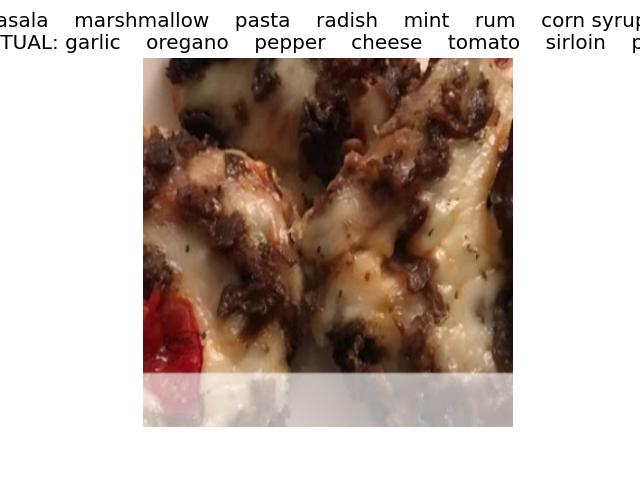 asala marshmallow pasta radish mint rum corn syrup
TUAL: garlic oregano pepper cheese tomato sirloin p